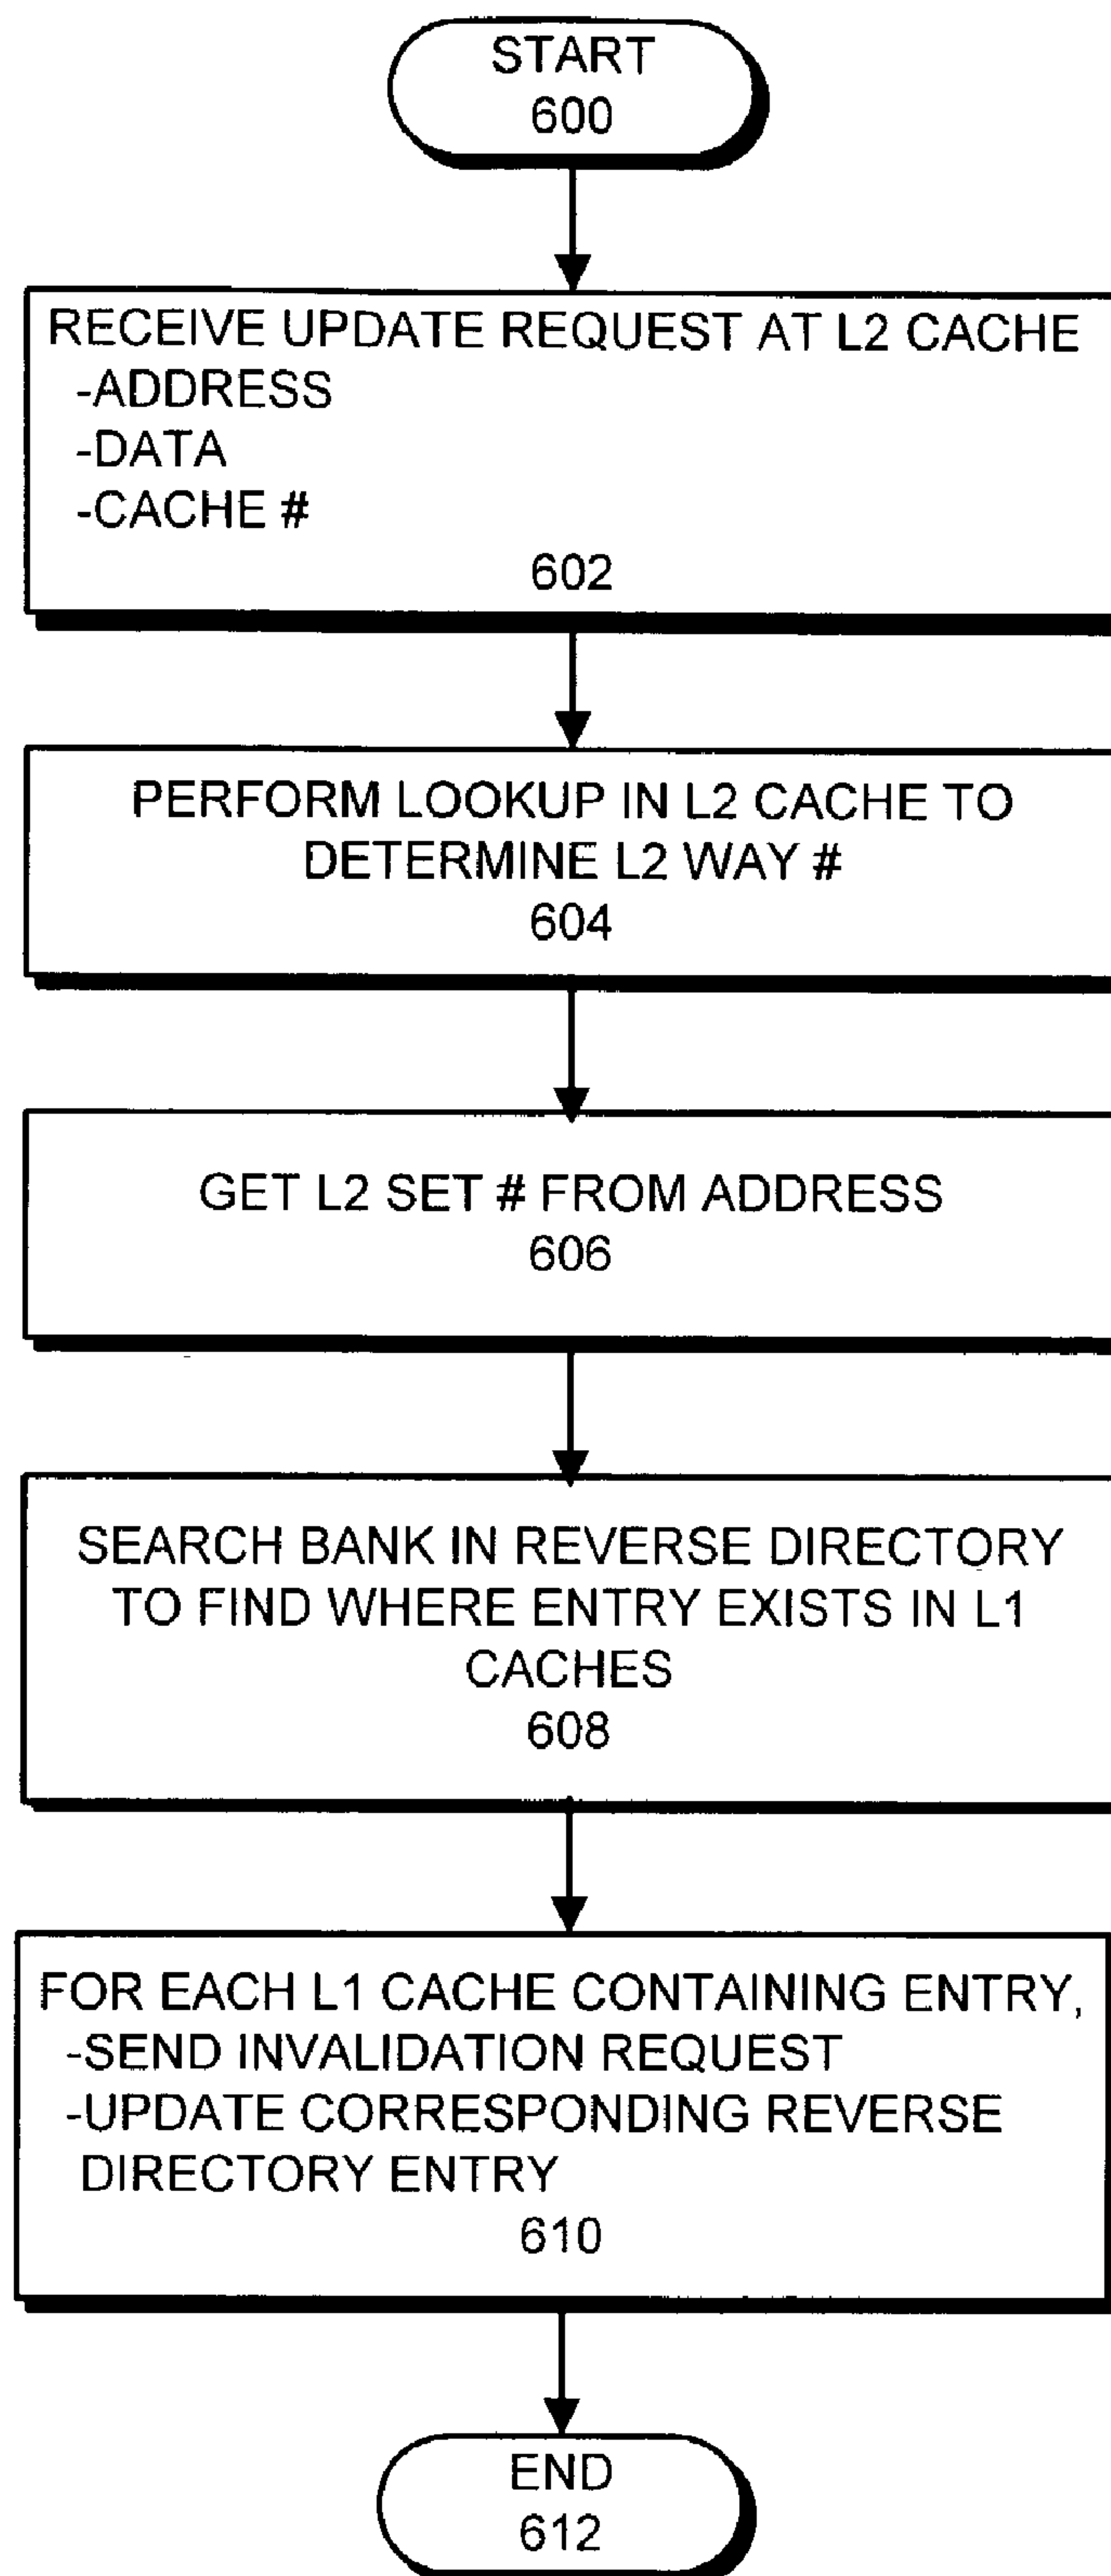 START
600
RECEIVE UPDATE REQUEST AT L2 CACHE
-ADDRESS
-DATA
-CACHE #
602
PERFORM LOOKUP IN L2 CACHE TO
DETERMINE L2 WAY #
604
GET L2 SET # FROM ADDRESS
606
SEARCH BANK IN REVERSE DIRECTORY
TO FIND WHERE ENTRY EXISTS IN L1
CACHES
608
FOR EACH L1 CACHE CONTAINING ENTRY,
-SEND INVALIDATION REQUEST
-UPDATE CORRESPONDING REVERSE
DIRECTORY ENTRY
610
END
612